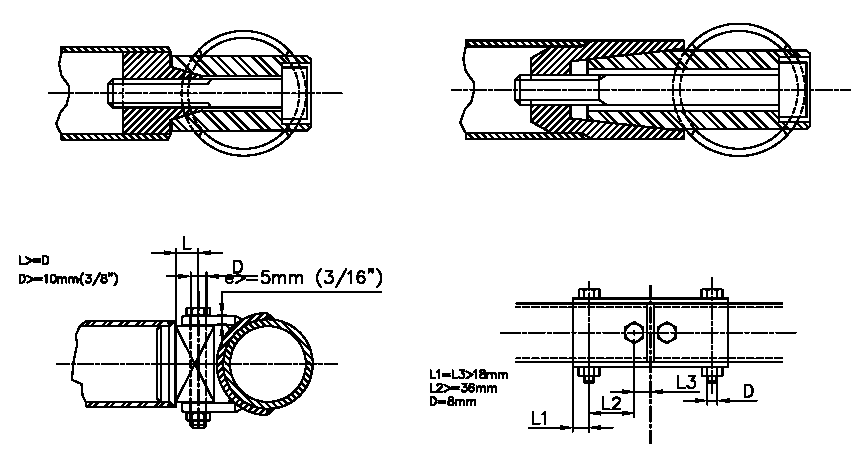 L
L>=D
D
D>=10mm(3/8")
e>=5mm (3/16")
L1=L3>18mm
L2>=36mm
D=8mm
L3
D
L2
L1